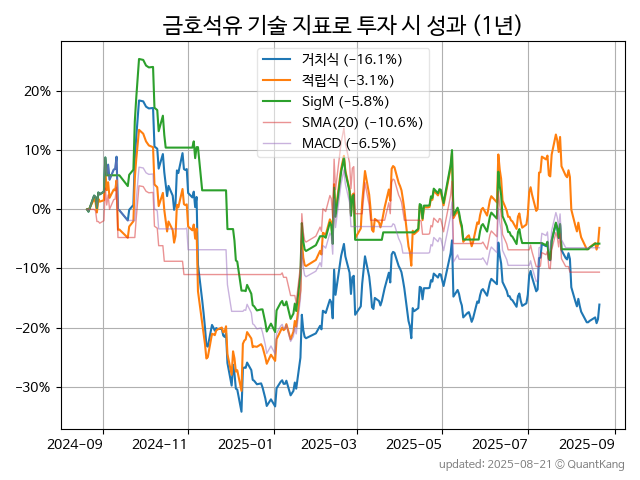 금호석유 기술 지표로 투자 시 성과 (1년)
거치식 (−16.1%)
적립식 (−3.1%)
SigM (−5.8%)
SMA(20) (−10.6%)
MACD (−6.5%)
20%
10%
0%
−10%
−20%
−30%
2024-09
2024-11
2025-01
2025-03
2025-05
2025-07
2025-09
updated: 2025-08-21 © QuantKang